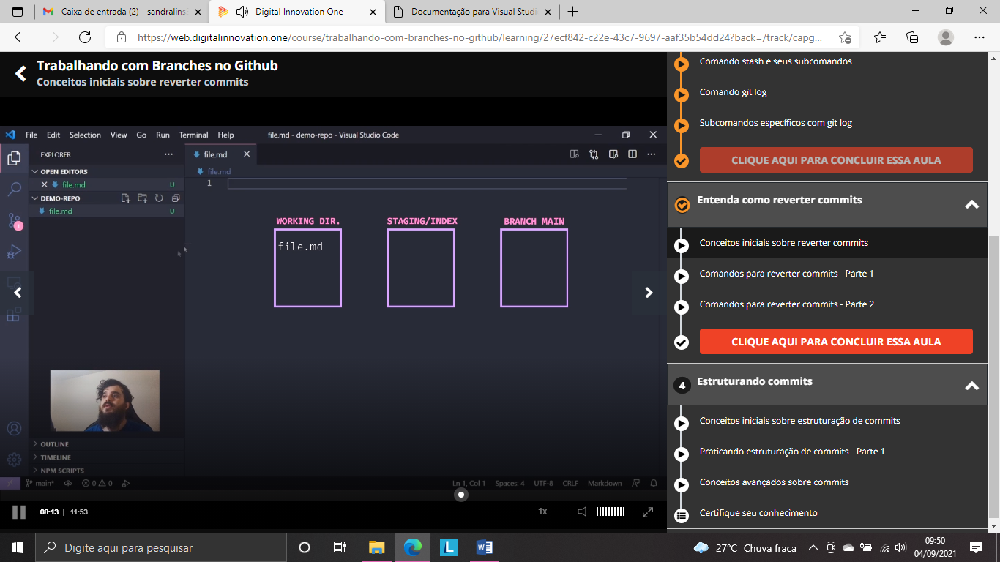 Caixa de entrada (2) - sandralins
Digital Innovation One
Documentação para Visual Studi
https://web.digitalinnovation.one/course/trabalhando-com-branches-no-github/learning/27ecf842-c22e-43c7-9697-aaf35b54dd24?back=/track/capg...
Trabalhando com Branches no Github
Conceitos iniciais sobre reverter commits
File Edit Selection View Go Run Terminal Help
file.md - demo-repo - Visual Studio Code
EXPLORER
file.md
OPEN EDITORS
file.md
file.md U
1
DEMO-REPO
file.md U
1
WORKING DIR.
STAGING/INDEX
BRANCH MAIN
file.md
OUTLINE
TIMELINE
NPM SCRIPTS
main*
0 0
Ln 1, Col 1
Spaces: 4
UTF-8
CRLF
Markdown
08:13 | 11:53
1x
Comando stash e seus subcomandos
Comando git log
Subcomandos específicos com git log
CLIQUE AQUI PARA CONCLUIR ESSA AULA
Entenda como reverter commits
Conceitos iniciais sobre reverter commits
Comandos para reverter commits - Parte 1
Comandos para reverter commits - Parte 2
CLIQUE AQUI PARA CONCLUIR ESSA AULA
4 Estruturando commits
Conceitos iniciais sobre estruturação de commits
Praticando estruturação de commits - Parte 1
Conceitos avançados sobre commits
Certifique seu conhecimento
Digite aqui para pesquisar
L
W
27°C Chuva fraca
09:50
04/09/2021